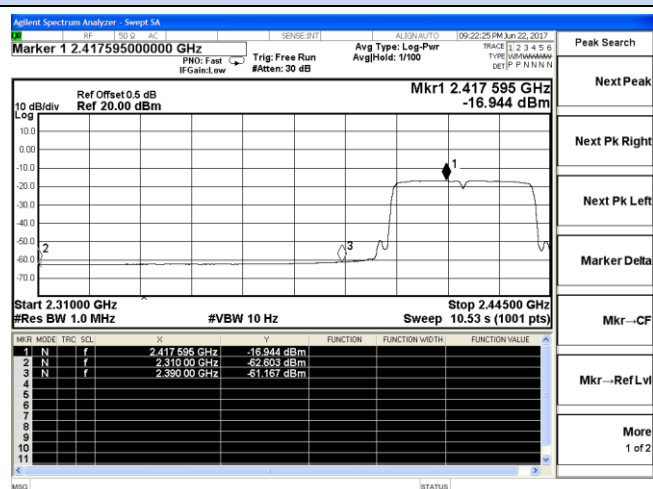 Agilent Spectrum Analyzer - Swept SA
RF 50 Ω AC SENSE:INT ALIGN AUTO 09:22:25 PM Jun 22, 2017
Marker 1 2.417595000000 GHz
PNO: Fast
IFGain:Low
Trig: Free Run
#Atten: 30 dB
Avg Type: Log-Pwr
Avg|Hold: 1/100
TRACE 1 2 3 4 5 6
TYPE
DET P P N N N N
Peak Search
Next Peak
Next Pk Right
Next Pk Left
Marker Delta
Mkr→CF
Mkr→Ref Lvl
More
1 of 2
Ref Offset 0.5 dB
10 dB/div Ref 20.00 dBm
Log
Mkr1 2.417 595 GHz
-16.944 dBm
10.0
0.00
-10.0
-20.0
-30.0
-40.0
-50.0
-60.0
-70.0
1
2
3
Start 2.31000 GHz Stop 2.44500 GHz
#Res BW 1.0 MHz #VBW 10 Hz Sweep 10.53 s (1001 pts)
MKR MODE TRC SCL X Y FUNCTION FUNCTION WIDTH FUNCTION VALUE
1 N f 2.417 595 GHz -16.944 dBm
2 N f 2.310 00 GHz -62.603 dBm
3 N f 2.390 00 GHz -61.167 dBm
4
5
6
7
8
9
10
11
MSG STATUS